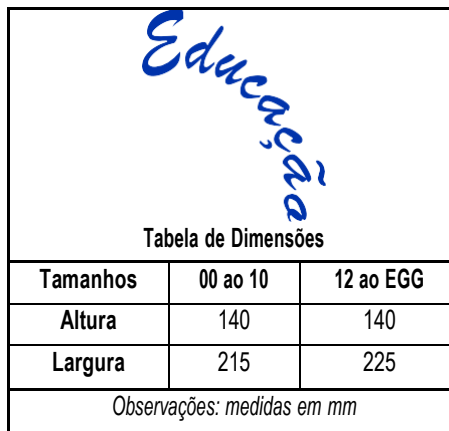 Educação
Tabela de Dimensões
Tamanhos 00 ao 10 12 ao EGG
Altura 140 140
Largura 215 225
Observações: medidas em mm